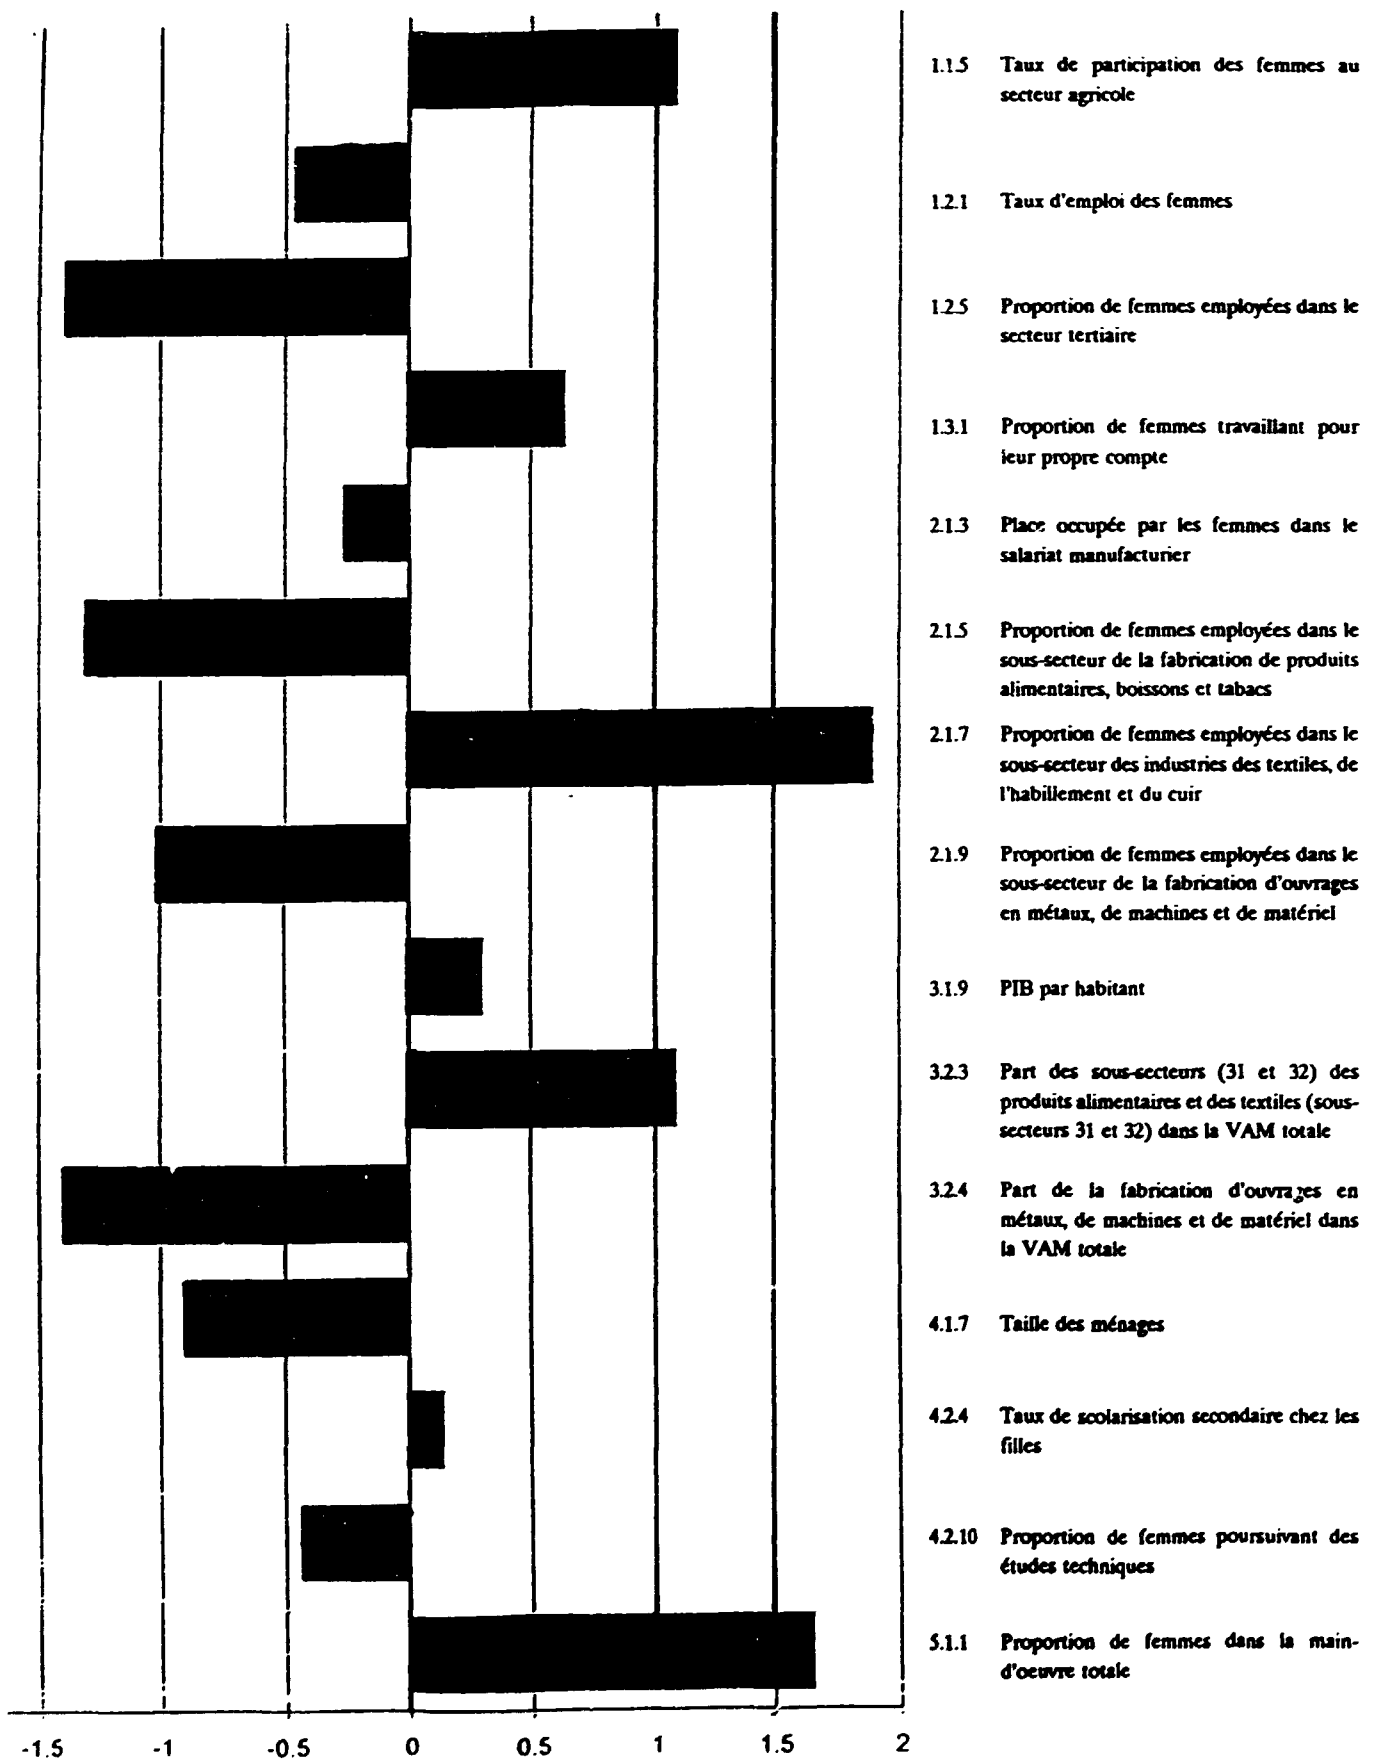 1.1.5 Taux de participation des femmes au
secteur agricole
1.2.1 Taux d'emploi des femmes
1.2.5 Proportion de femmes employées dans le
secteur tertiaire
1.3.1 Proportion de femmes travaillant pour
leur propre compte
2.1.3 Place occupée par les femmes dans le
salariat manufacturier
2.1.5 Proportion de femmes employées dans le
sous-secteur de la fabrication de produits
alimentaires, boissons et tabacs
2.1.7 Proportion de femmes employées dans le
sous-secteur des industries des textiles, de
l'habillement et du cuir
2.1.9 Proportion de femmes employées dans le
sous-secteur de la fabrication d'ouvrages
en métaux, de machines et de matériel
3.1.9 PIB par habitant
3.2.3 Part des sous-secteurs (31 et 32) des
produits alimentaires et des textiles (sous-
secteurs 31 et 32) dans la VAM totale
3.2.4 Part de la fabrication d'ouvrages en
métaux, de machines et de matériel dans
la VAM totale
4.1.7 Taille des ménages
4.2.4 Taux de scolarisation secondaire chez les
filles
4.2.10 Proportion de femmes poursuivant des
études techniques
5.1.1 Proportion de femmes dans la main-
d'oeuvre totale
-1.5 -1 -0.5 0 0.5 1 1.5 2